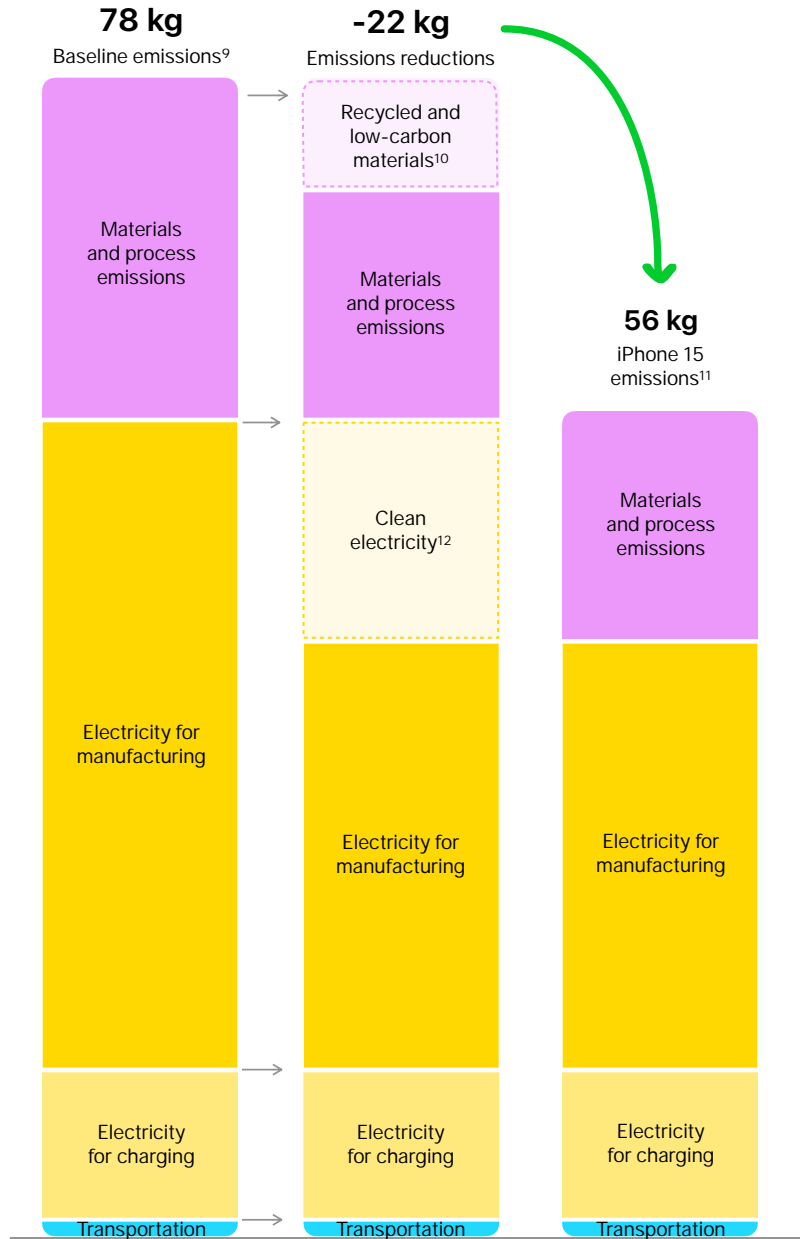 78 kg
Baseline emissions⁹
Materials
and process
emissions
Electricity for
manufacturing
Electricity
for charging
Transportation
-22 kg
Emissions reductions
Recycled and
low-carbon
materials¹⁰
Materials
and process
emissions
Clean
electricity¹²
Electricity for
manufacturing
Electricity
for charging
Transportation
56 kg
iPhone 15
emissions¹¹
Materials
and process
emissions
Electricity for
manufacturing
Electricity
for charging
Transportation